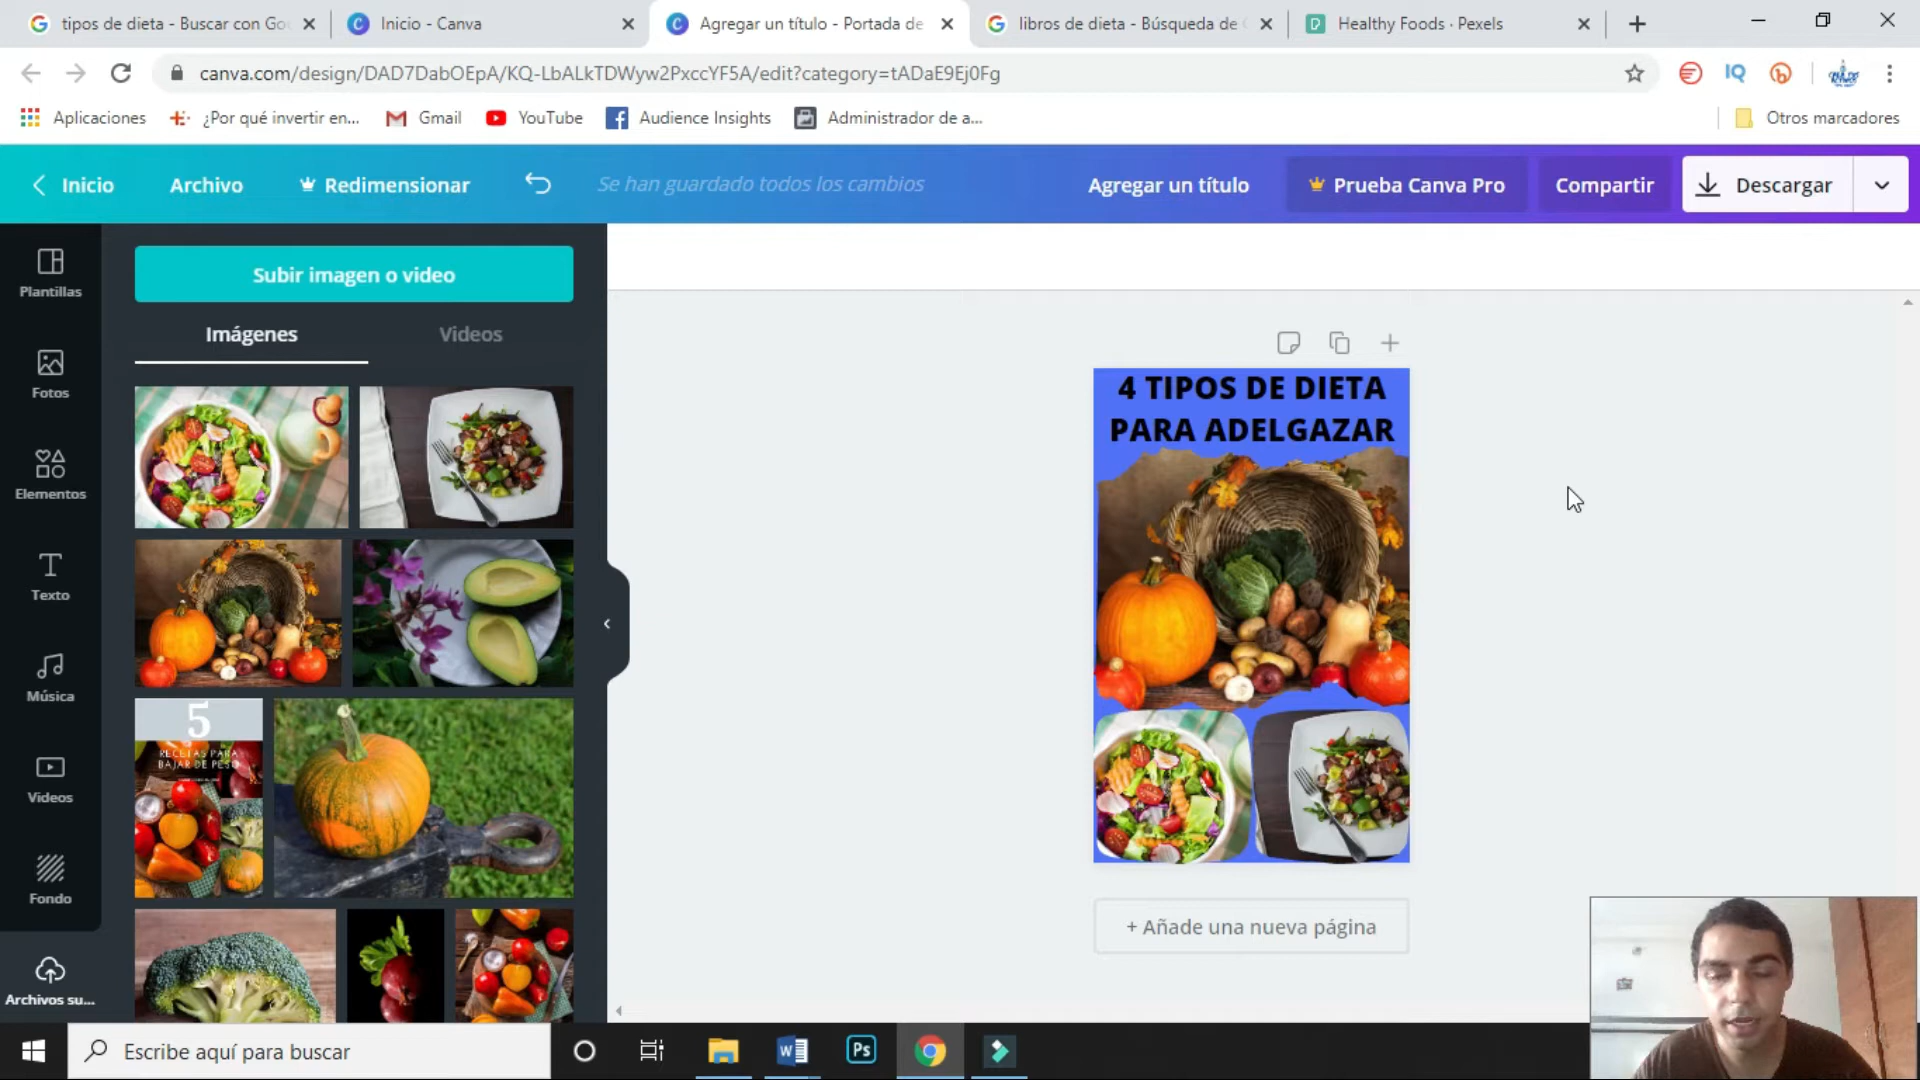 tipos de dieta - Buscar con Go
Inicio - Canva
Agregar un título - Portada de
libros de dieta - Búsqueda de
Healthy Foods · Pexels
canva.com/design/DAD7DabOEpA/KQ-LbALkTDWyw2PxccYF5A/edit?category=tADaE9Ej0Fg
Aplicaciones
¿Por qué invertir en...
Gmail
YouTube
Audience Insights
Administrador de a...
Otros marcadores
Inicio
Archivo
Redimensionar
Se han guardado todos los cambios
Agregar un título
Prueba Canva Pro
Compartir
Descargar
Plantillas
Fotos
Elementos
Texto
Música
Videos
Fondo
Archivos su...
Subir imagen o video
Imágenes
Videos
5
RECETAS PARA
BAJAR DE PESO
4 TIPOS DE DIETA
PARA ADELGAZAR
+ Añade una nueva página
Escribe aquí para buscar
Ps